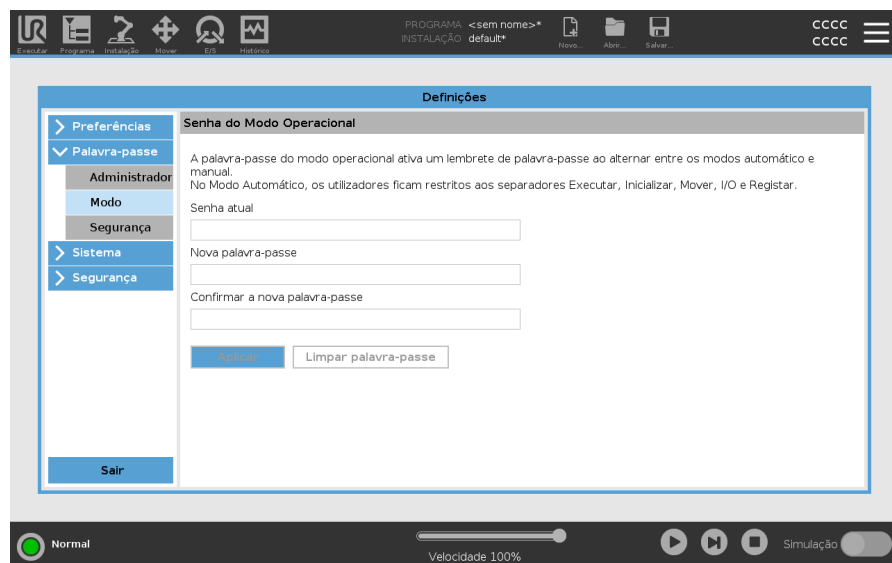 PROGRAMA <sem nome>*
INSTALAÇÃO default*
CCCC
CCCC
Executar Programa Instalação Mover E/S Histórico Novo... Abrir... Salvar...
Definições
Preferências
Palavra-passe
Administrador
Modo
Segurança
Sistema
Segurança
Sair
Senha do Modo Operacional
A palavra-passe do modo operacional ativa um lembrete de palavra-passe ao alternar entre os modos automático e
manual.
No Modo Automático, os utilizadores ficam restritos aos separadores Executar, Inicializar, Mover, I/O e Registar.
Senha atual
Nova palavra-passe
Confirmar a nova palavra-passe
Aplicar Limpar palavra-passe
Normal
Velocidade 100%
Simulação